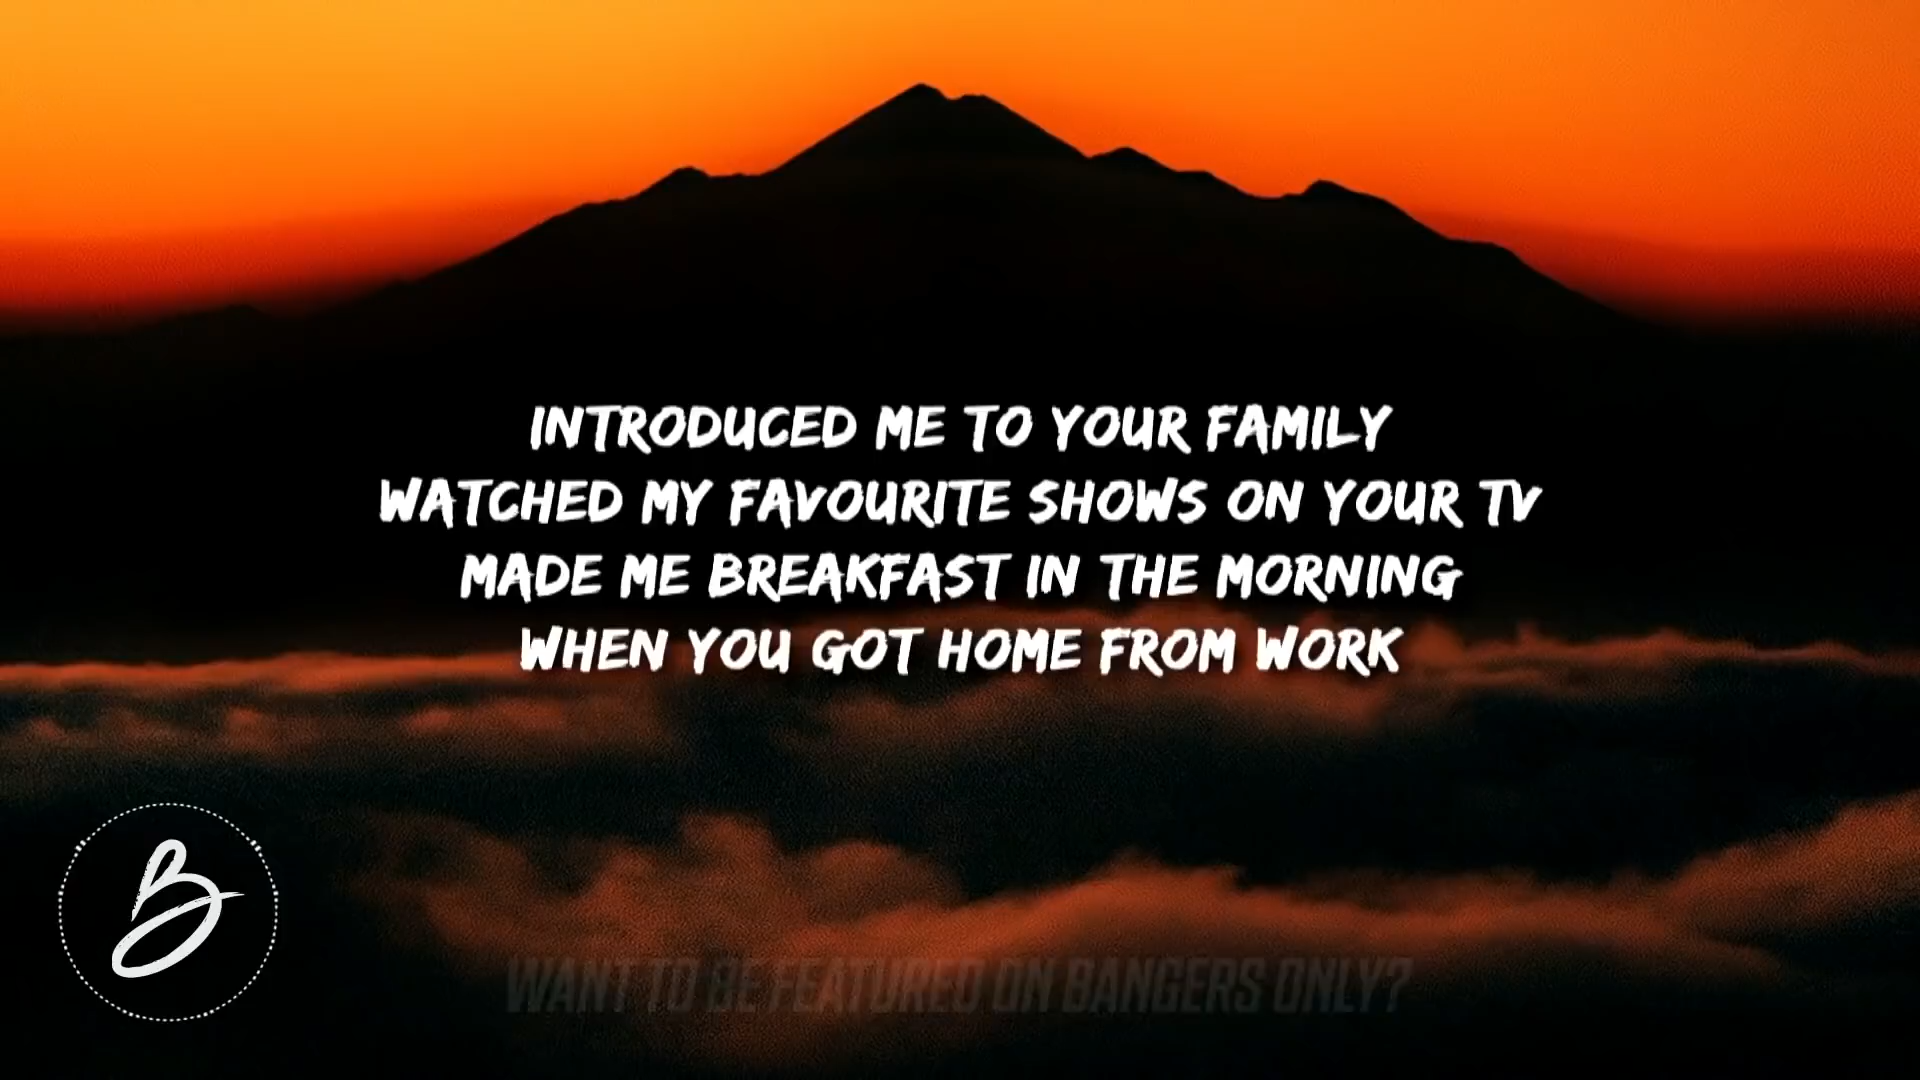 INTRODUCED ME TO YOUR FAMILY
WATCHED MY FAVOURITE SHOWS ON YOUR TV
MADE ME BREAKFAST IN THE MORNING
WHEN YOU GOT HOME FROM WORK
B
WANT TO BE FEATURED ON BANGERS ONLY?